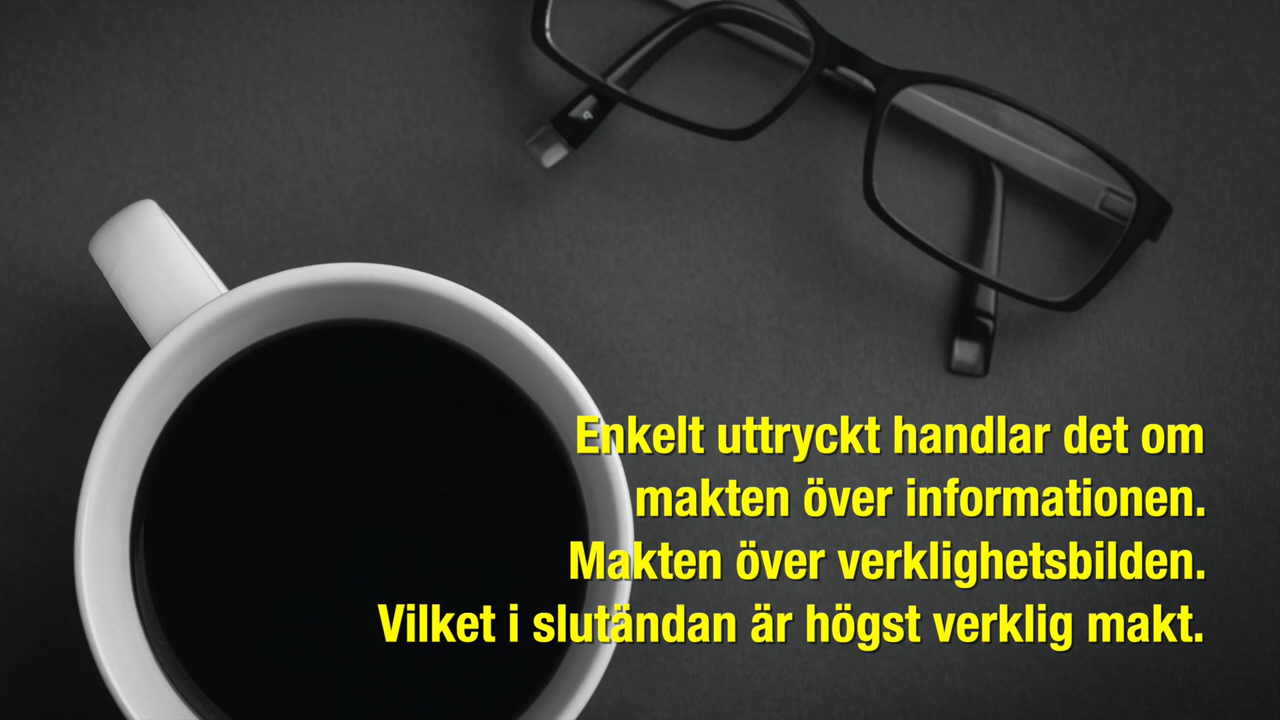 Enkelt uttryckt handlar det om
makten över informationen.
Makten över verklighetsbilden.
Vilket i slutändan är högst verklig makt.